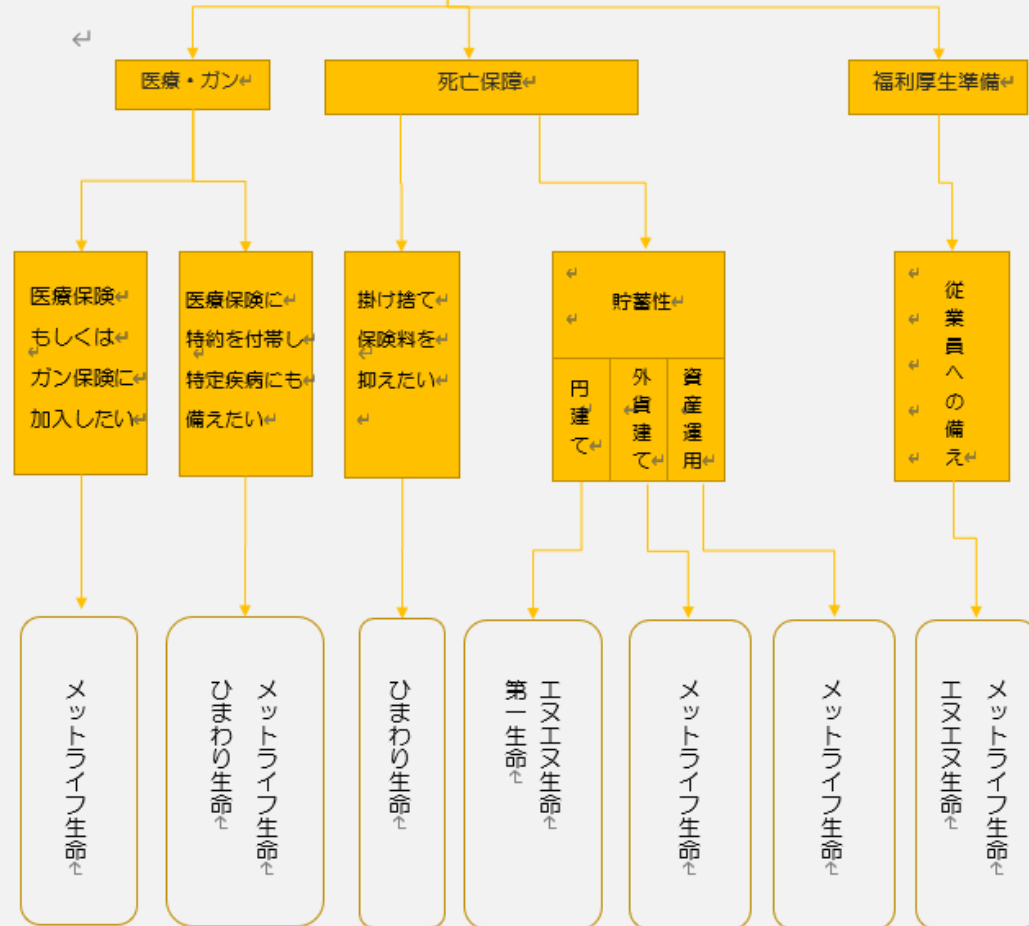 医療・ガン
死亡保障
福利厚生準備
医療保険
もしくは
ガン保険に
加入したい
医療保険に
特約を付帯し
特定疾病にも
備えたい
掛け捨て
保険料を
抑えたい
貯蓄性
円建て
外貨建て
資産運用
従業員への備え
メットライフ生命
メットライフ生命
ひまわり生命
ひまわり生命
エヌエヌ生命
第一生命
メットライフ生命
メットライフ生命
メットライフ生命
エヌエヌ生命